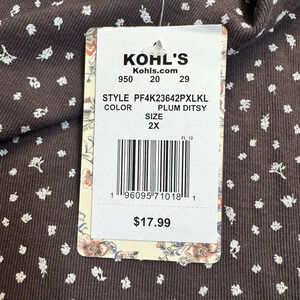 KOHL'S
Kohls.com
950 20 29
STYLE PF4K23642PXLKL
COLOR PLUM DITSY
SIZE
2X
FL_12
1 96095 71018 1
$17.99